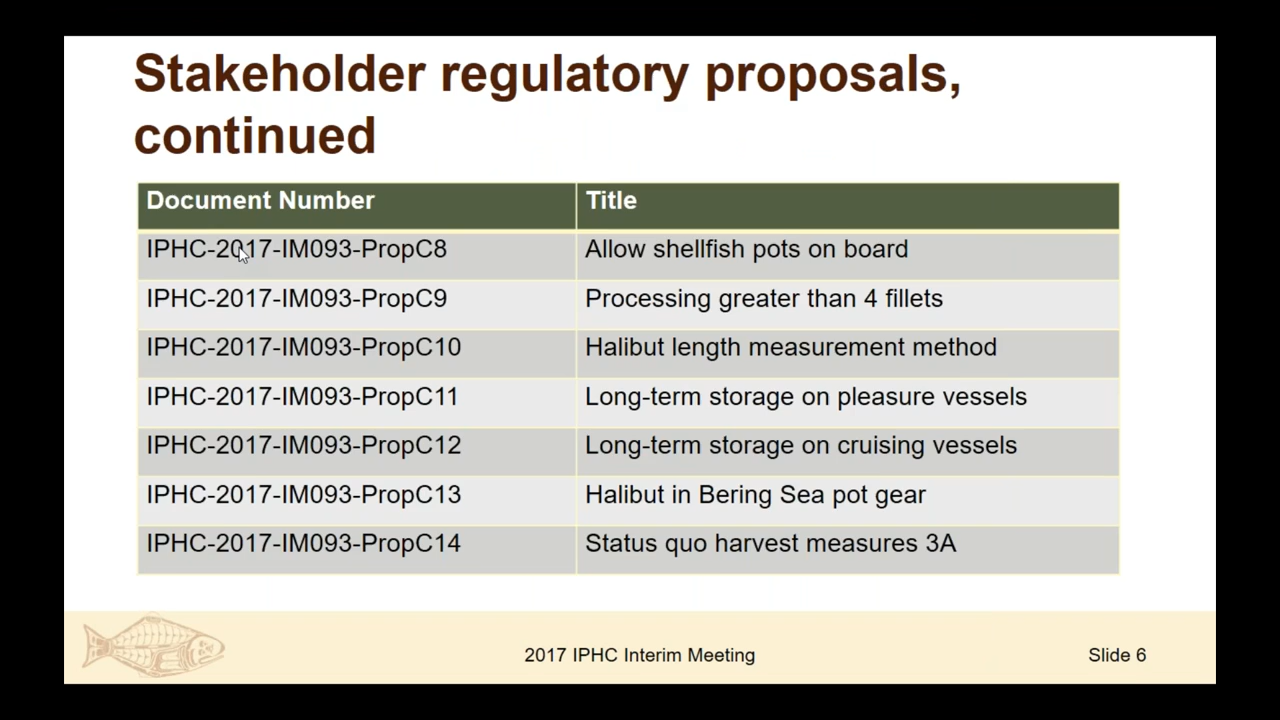 Stakeholder regulatory proposals,
continued
Document Number Title
IPHC-2017-IM093-PropC8 Allow shellfish pots on board
IPHC-2017-IM093-PropC9 Processing greater than 4 fillets
IPHC-2017-IM093-PropC10 Halibut length measurement method
IPHC-2017-IM093-PropC11 Long-term storage on pleasure vessels
IPHC-2017-IM093-PropC12 Long-term storage on cruising vessels
IPHC-2017-IM093-PropC13 Halibut in Bering Sea pot gear
IPHC-2017-IM093-PropC14 Status quo harvest measures 3A
2017 IPHC Interim Meeting Slide 6